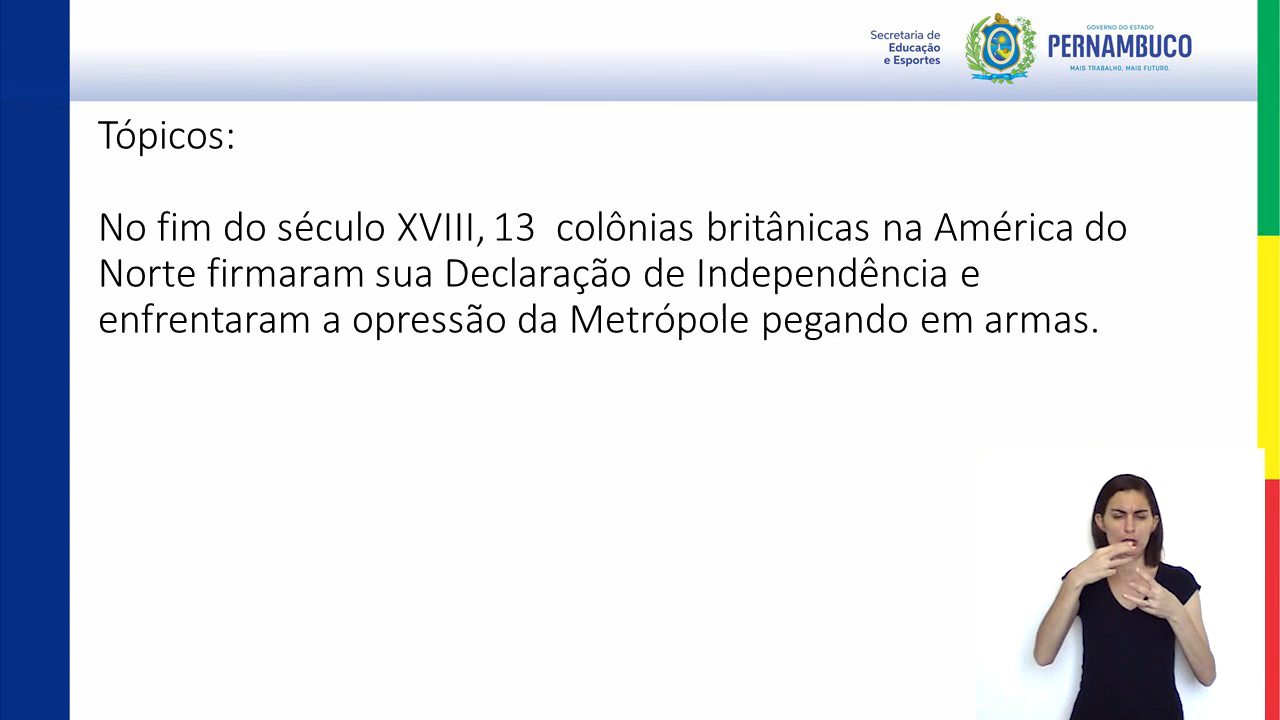 Secretaria de
Educação
e Esportes
GOVERNO DO ESTADO
PERNAMBUCO
MAIS TRABALHO, MAIS FUTURO.
Tópicos:
No fim do século XVIII, 13  colônias britânicas na América do
Norte firmaram sua Declaração de Independência e
enfrentaram a opressão da Metrópole pegando em armas.